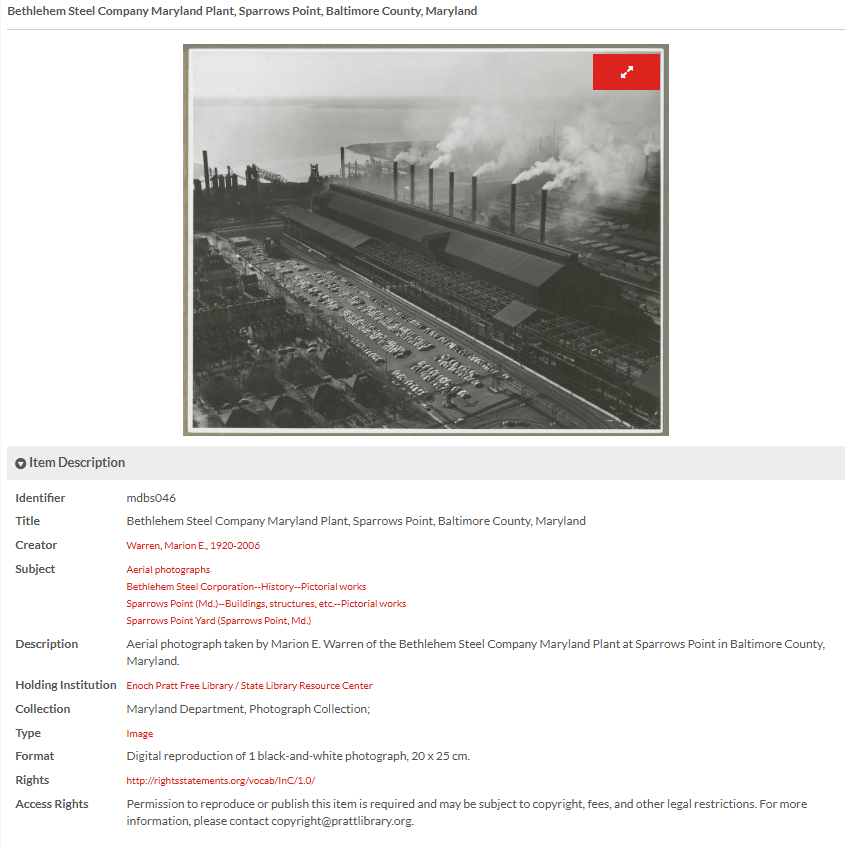 Bethlehem Steel Company Maryland Plant, Sparrows Point, Baltimore County, Maryland
Item Description
Identifier mdbs046
Title Bethlehem Steel Company Maryland Plant, Sparrows Point, Baltimore County, Maryland
Creator Warren, Marion E., 1920-2006
Subject Aerial photographs
Bethlehem Steel Corporation--History--Pictorial works
Sparrows Point (Md.)--Buildings, structures, etc.--Pictorial works
Sparrows Point Yard (Sparrows Point, Md.)
Description Aerial photograph taken by Marion E. Warren of the Bethlehem Steel Company Maryland Plant at Sparrows Point in Baltimore County,
Maryland.
Holding Institution Enoch Pratt Free Library / State Library Resource Center
Collection Maryland Department, Photograph Collection;
Type Image
Format Digital reproduction of 1 black-and-white photograph, 20 x 25 cm.
Rights http://rightsstatements.org/vocab/InC/1.0/
Access Rights Permission to reproduce or publish this item is required and may be subject to copyright, fees, and other legal restrictions. For more
information, please contact copyright@prattlibrary.org.